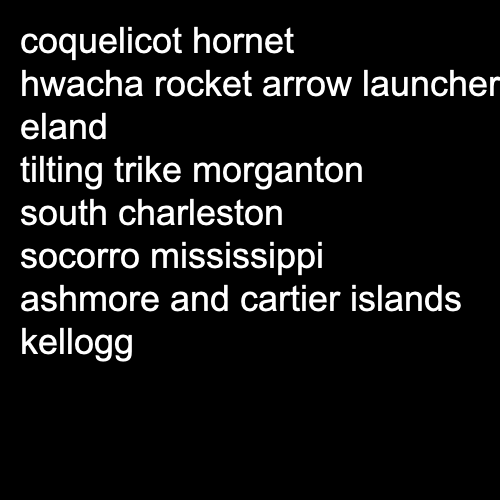 coquelicot hornet
hwacha rocket arrow launcher
eland
tilting trike morganton
south charleston
socorro mississippi
ashmore and cartier islands
kellogg